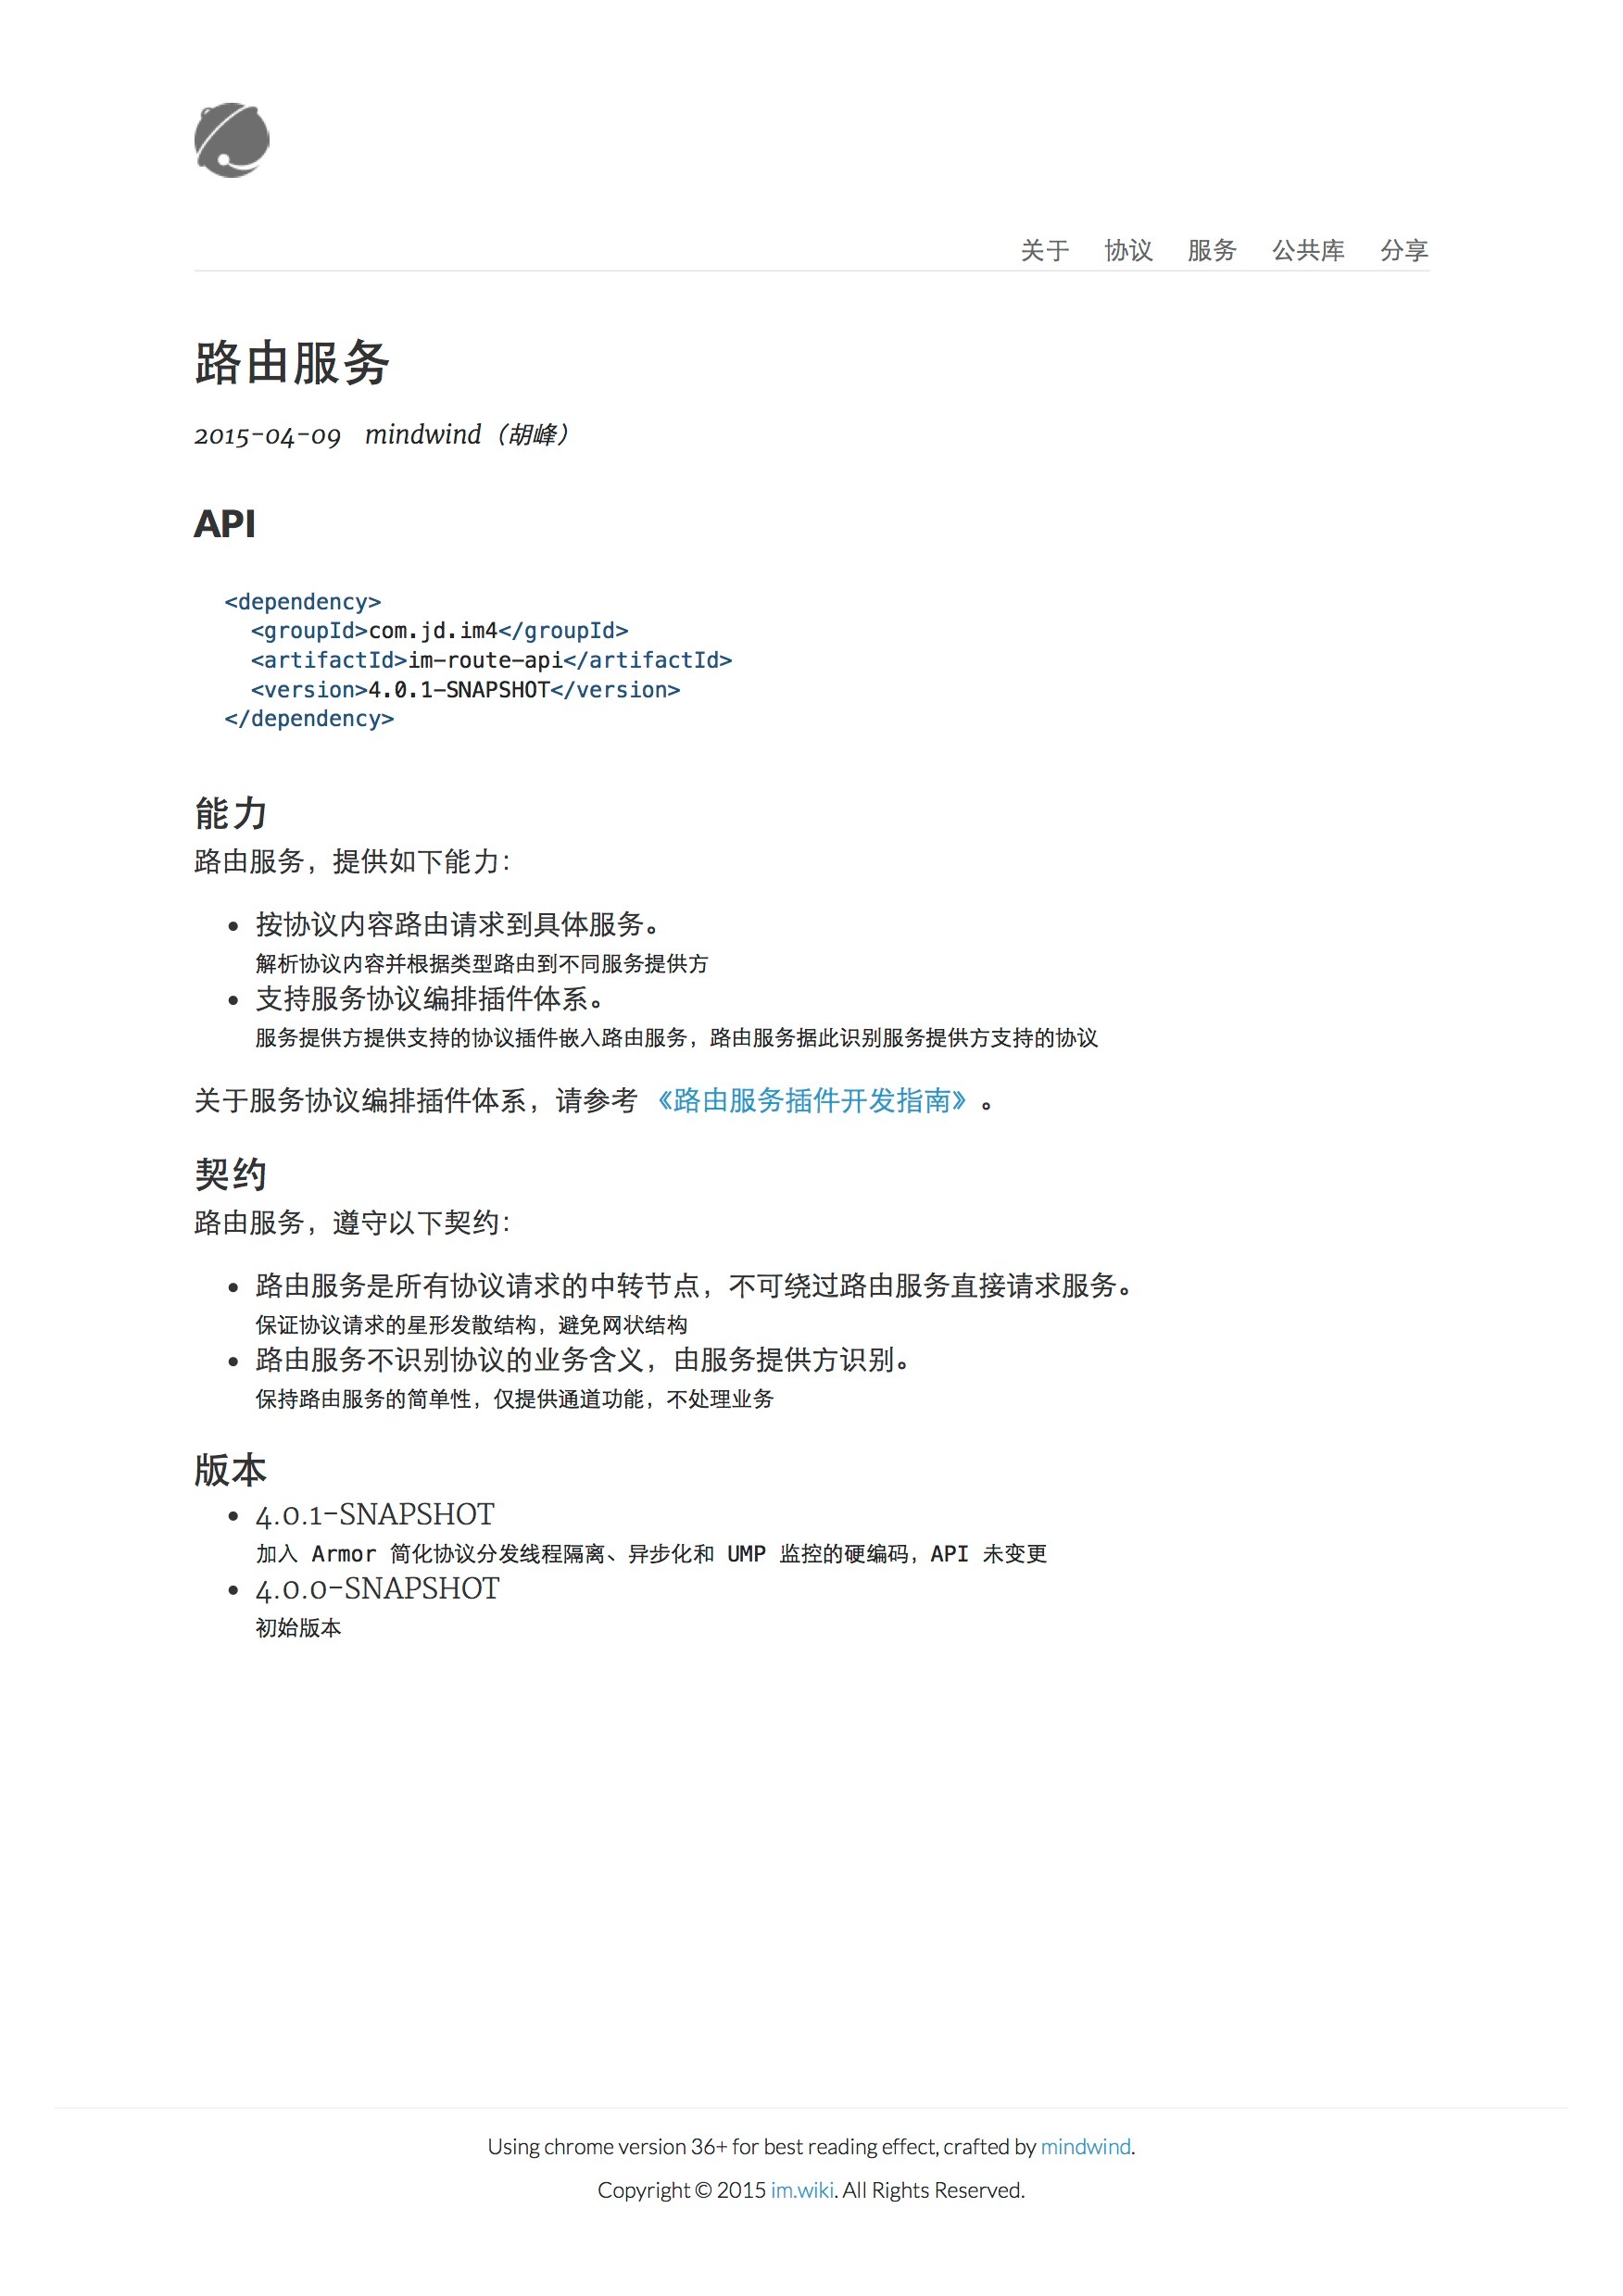 关于 协议 服务 公共库 分享
路由服务
2015-04-09 mindwind（胡峰）
API
<dependency>
  <groupId>com.jd.im4</groupId>
  <artifactId>im-route-api</artifactId>
  <version>4.0.1-SNAPSHOT</version>
</dependency>
能力
路由服务，提供如下能力：
• 按协议内容路由请求到具体服务。
解析协议内容并根据类型路由到不同服务提供方
• 支持服务协议编排插件体系。
服务提供方提供支持的协议插件嵌入路由服务，路由服务据此识别服务提供方支持的协议
关于服务协议编排插件体系，请参考 《路由服务插件开发指南》 。
契约
路由服务，遵守以下契约：
• 路由服务是所有协议请求的中转节点，不可绕过路由服务直接请求服务。
保证协议请求的星形发散结构，避免网状结构
• 路由服务不识别协议的业务含义，由服务提供方识别。
保持路由服务的简单性，仅提供通道功能，不处理业务
版本
• 4.0.1-SNAPSHOT
加入 Armor 简化协议分发线程隔离、异步化和 UMP 监控的硬编码，API 未变更
• 4.0.0-SNAPSHOT
初始版本
Using chrome version 36+ for best reading effect, crafted by mindwind.
Copyright © 2015 im.wiki. All Rights Reserved.